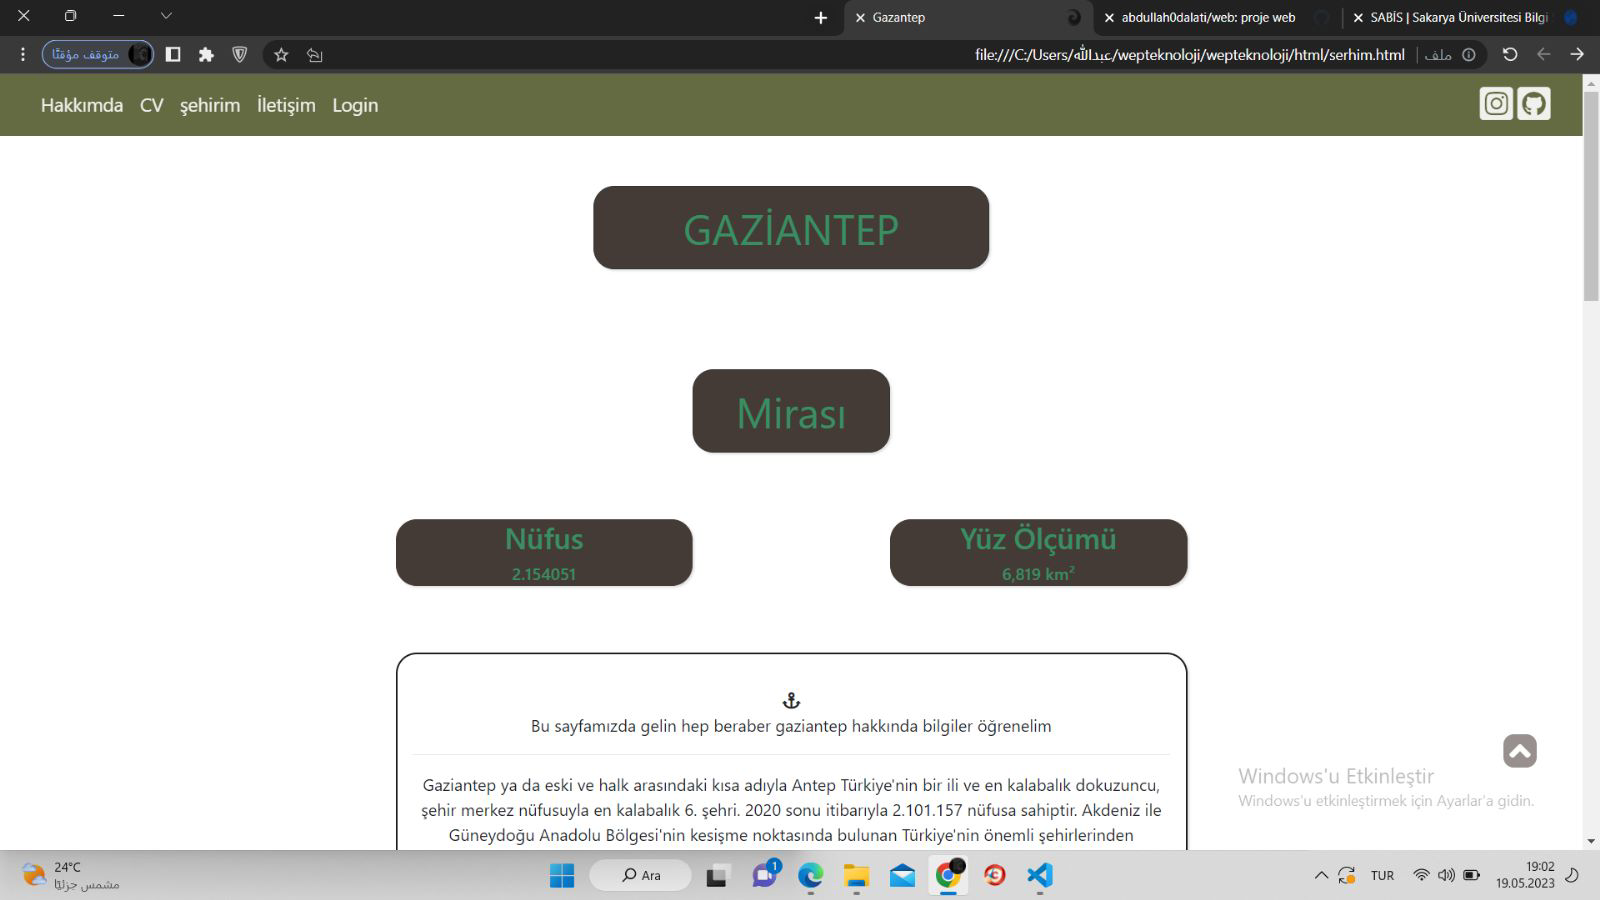 Gazantep
abdullah0dalati/web: proje web
SABİS | Sakarya Üniversitesi Bilgi
متوقف مؤقتًا
file:///C:/Users/عبدالله/wepteknoloji/wepteknoloji/html/serhim.html
ملف
Hakkımda CV şehirim İletişim Login
GAZİANTEP
Mirası
Nüfus
2.154051
Yüz Ölçümü
6,819 km²
Bu sayfamızda gelin hep beraber gaziantep hakkında bilgiler öğrenelim
Gaziantep ya da eski ve halk arasındaki kısa adıyla Antep Türkiye'nin bir ili ve en kalabalık dokuzuncu,
şehir merkez nüfusuyla en kalabalık 6. şehri. 2020 sonu itibarıyla 2.101.157 nüfusa sahiptir. Akdeniz ile
Güneydoğu Anadolu Bölgesi'nin kesişme noktasında bulunan Türkiye'nin önemli şehirlerinden
Windows'u Etkinleştir
Windows'u etkinleştirmek için Ayarlar'a gidin.
24°C
مشمس جزئيًا
Ara
1
TUR
19:02
19.05.2023